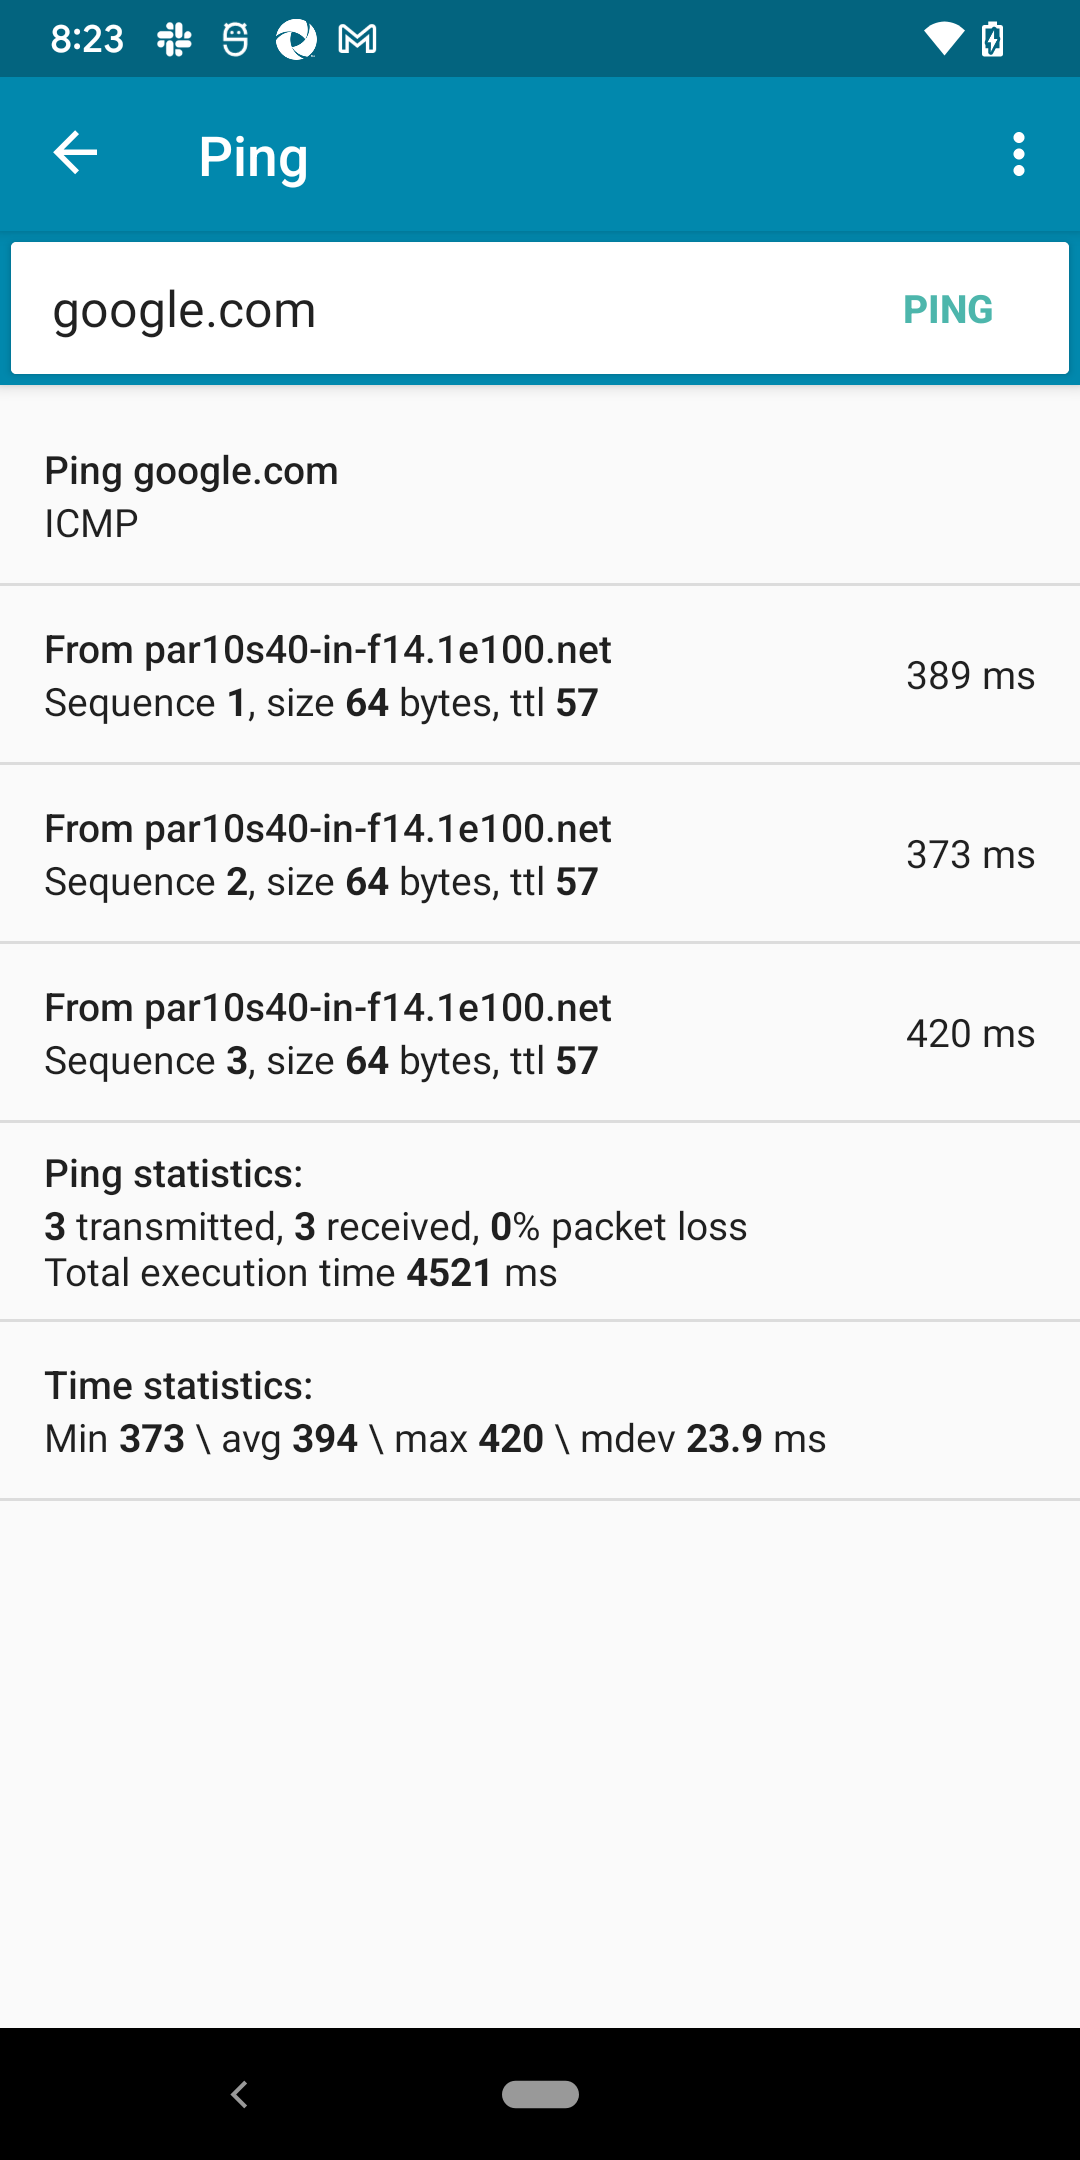 8:23
Ping
google.com
PING
Ping google.com
ICMP
From par10s40-in-f14.1e100.net
Sequence 1, size 64 bytes, ttl 57
389 ms
From par10s40-in-f14.1e100.net
Sequence 2, size 64 bytes, ttl 57
373 ms
From par10s40-in-f14.1e100.net
Sequence 3, size 64 bytes, ttl 57
420 ms
Ping statistics:
3 transmitted, 3 received, 0% packet loss
Total execution time 4521 ms
Time statistics:
Min 373 \ avg 394 \ max 420 \ mdev 23.9 ms